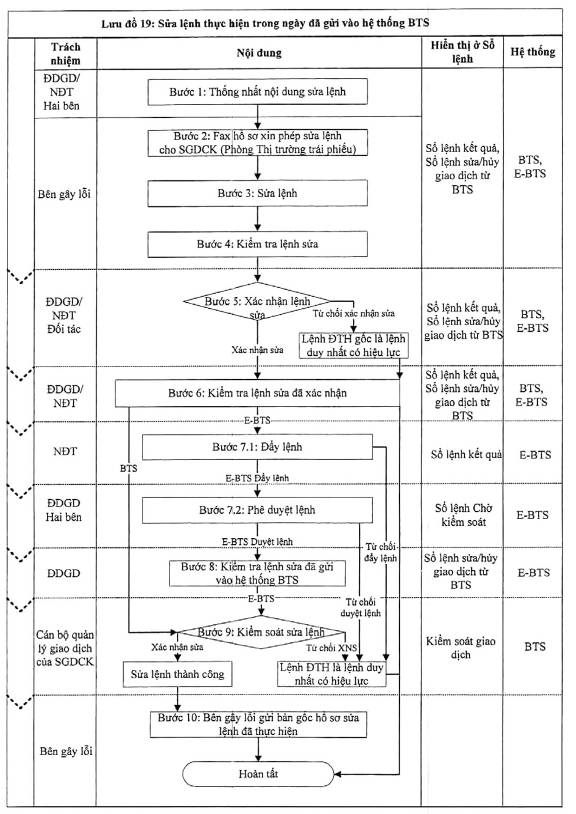 Lưu đồ 19: Sửa lệnh thực hiện trong ngày đã gửi vào hệ thống BTS
Trách
nhiệm
Nội dung
Hiển thị ở Sổ
lệnh
Hệ thống
ĐDGD/
NĐT
Hai bên
Bước 1: Thống nhất nội dung sửa lệnh
Bên gây lỗi
Bước 2: Fax hồ sơ xin phép sửa lệnh
cho SGDCK (Phòng Thị trường trái phiếu)
Bước 3: Sửa lệnh
Bước 4: Kiểm tra lệnh sửa
Sổ lệnh kết quả,
Sổ lệnh sửa/hủy
giao dịch từ
BTS
BTS,
E-BTS
ĐDGD/
NĐT
Đối tác
Bước 5: Xác nhận lệnh
sửa
Từ chối xác nhận sửa
Lệnh ĐTH gốc là lệnh
duy nhất có hiệu lực
Xác nhận sửa
Sổ lệnh kết quả,
Sổ lệnh sửa/hủy
giao dịch từ BTS
BTS,
E-BTS
ĐDGD/
NĐT
Bước 6: Kiểm tra lệnh sửa đã xác nhận
Sổ lệnh kết quả,
Sổ lệnh sửa/hủy
giao dịch từ
BTS
BTS,
E-BTS
E-BTS
BTS
NĐT
Bước 7.1: Đẩy lệnh
Sổ lệnh kết quả
E-BTS
E-BTS Đẩy lệnh
ĐDGD
Hai bên
Bước 7.2: Phê duyệt lệnh
Sổ lệnh Chờ
kiểm soát
E-BTS
E-BTS Duyệt lệnh
Từ chối
đẩy lệnh
ĐDGD
Bước 8: Kiểm tra lệnh sửa đã gửi
vào hệ thống BTS
Sổ lệnh sửa/hủy
giao dịch từ
BTS
E-BTS
E-BTS
Từ chối
duyệt lệnh
Cán bộ quản
lý giao dịch
của SGDCK
Bước 9: Kiểm soát sửa lệnh
Xác nhận sửa
Từ chối XNS
Sửa lệnh thành công
Lệnh ĐTH là lệnh duy
nhất có hiệu lực
Kiểm soát giao
dịch
BTS
Bên gây lỗi
Bước 10: Bên gây lỗi gửi bản gốc hồ sơ sửa
lệnh đã thực hiện
Hoàn tất